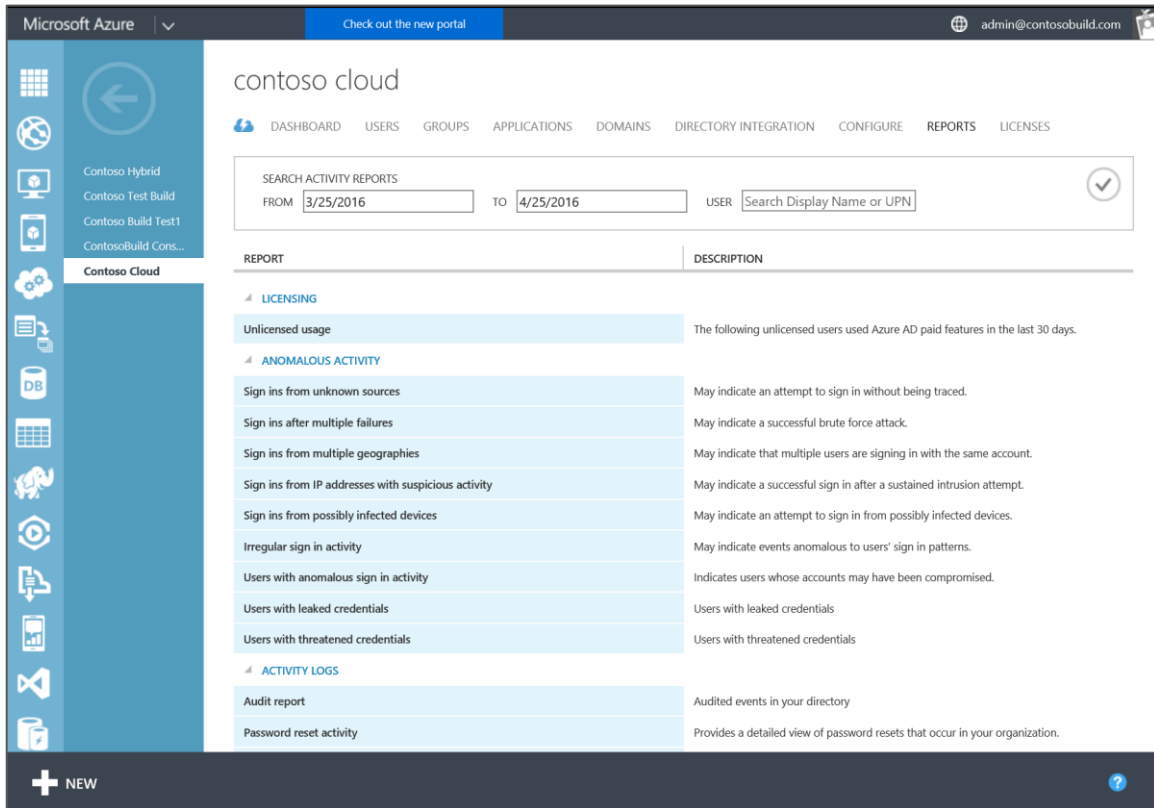 Microsoft Azure
Check out the new portal
admin@contosobuild.com
contoso cloud
DASHBOARD USERS GROUPS APPLICATIONS DOMAINS DIRECTORY INTEGRATION CONFIGURE REPORTS LICENSES
Contoso Hybrid
Contoso Test Build
Contoso Build Test1
ContosoBuild Cons...
Contoso Cloud
SEARCH ACTIVITY REPORTS
FROM 3/25/2016 TO 4/25/2016 USER Search Display Name or UPN
REPORT DESCRIPTION
LICENSING
Unlicensed usage The following unlicensed users used Azure AD paid features in the last 30 days.
ANOMALOUS ACTIVITY
Sign ins from unknown sources May indicate an attempt to sign in without being traced.
Sign ins after multiple failures May indicate a successful brute force attack.
Sign ins from multiple geographies May indicate that multiple users are signing in with the same account.
Sign ins from IP addresses with suspicious activity May indicate a successful sign in after a sustained intrusion attempt.
Sign ins from possibly infected devices May indicate an attempt to sign in from possibly infected devices.
Irregular sign in activity May indicate events anomalous to users' sign in patterns.
Users with anomalous sign in activity Indicates users whose accounts may have been compromised.
Users with leaked credentials Users with leaked credentials
Users with threatened credentials Users with threatened credentials
ACTIVITY LOGS
Audit report Audited events in your directory
Password reset activity Provides a detailed view of password resets that occur in your organization.
DB
NEW
?